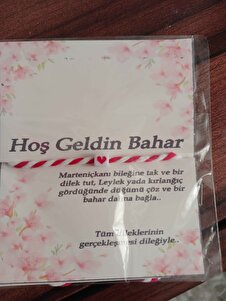 Hoş Geldin Bahar
Marteniçkanı bileğine tak ve bir
dilek tut, Leylek yada kırlangıç
gördüğünde düğümü çöz ve bir
bahar dalına bağla..
Tüm dileklerinin
gerçekleşmesi dileğiyle..